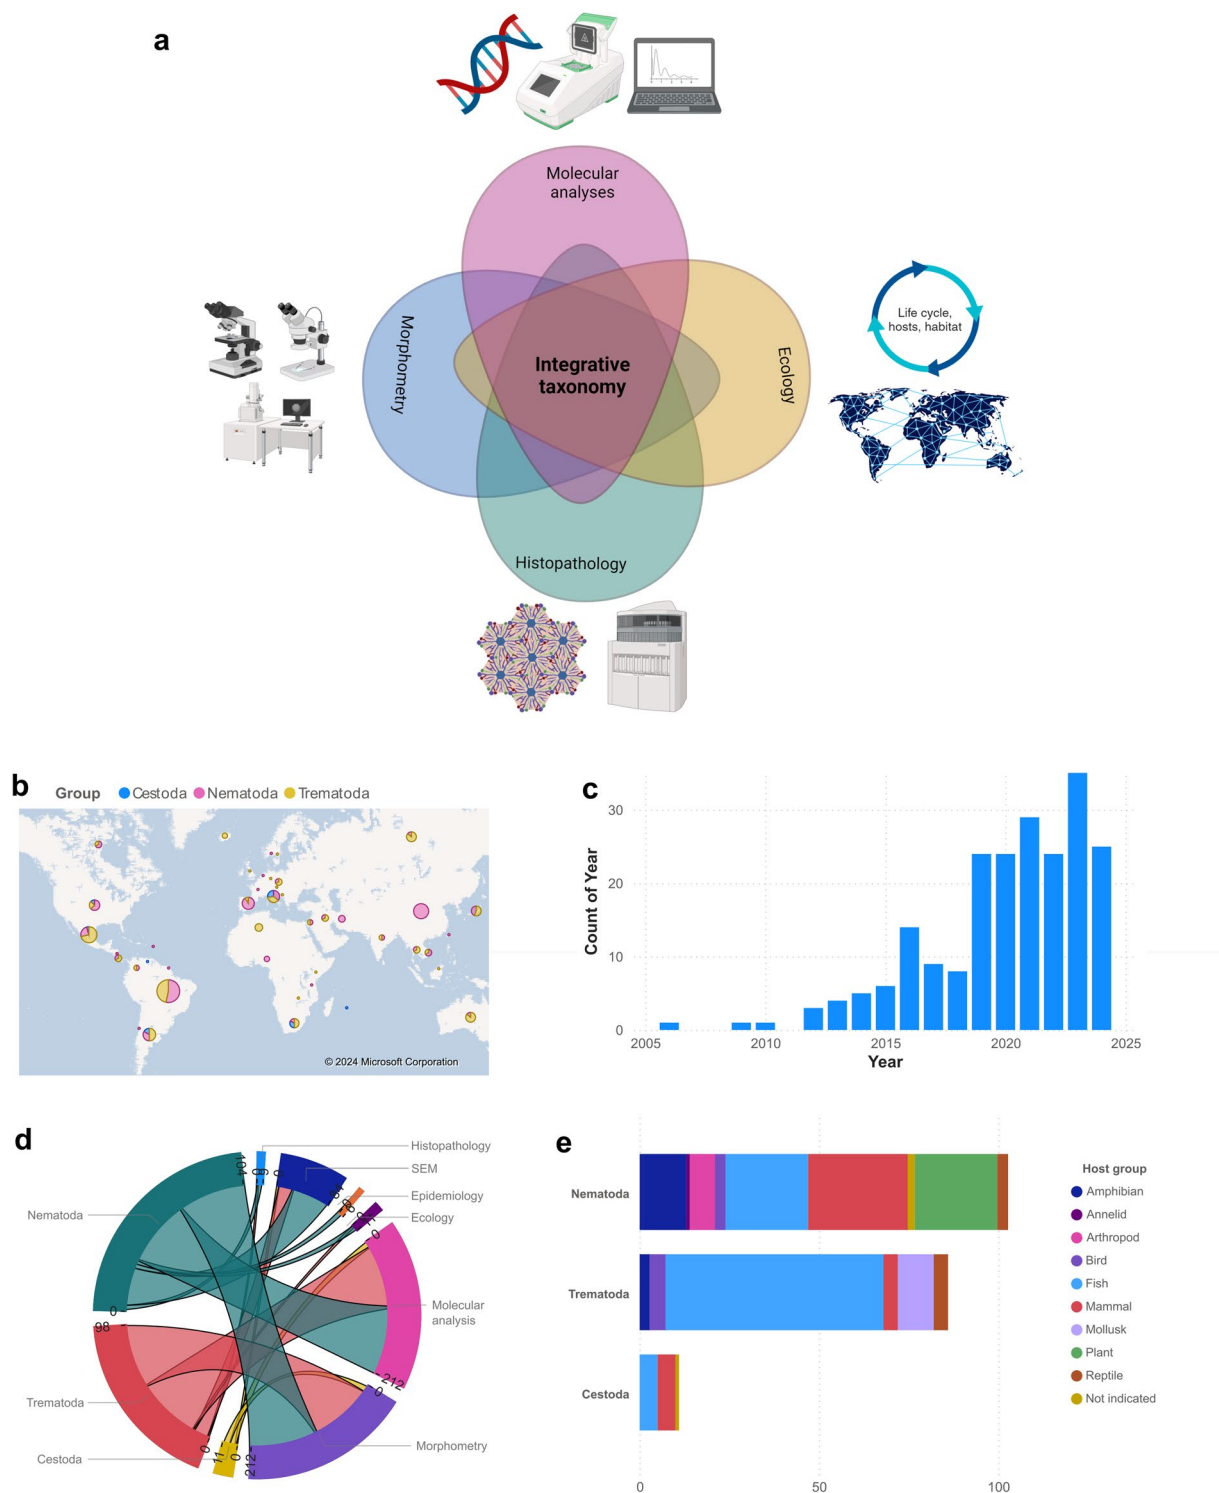 a
Molecular
analyses
Morphometry
Integrative
taxonomy
Ecology
Life cycle,
hosts, habitat
Histopathology
b
Group Cestoda Nematoda Trematoda
© 2024 Microsoft Corporation
c
Count of Year
30
20
10
0
2005 2010 2015 2020 2025
Year
d
Histopathology
SEM
Epidemiology
Ecology
Nematoda
Molecular
analysis
Trematoda
Cestoda
Morphometry
104
0
98
0
11
0
212
0
212
0
e
Nematoda
Trematoda
Cestoda
0 50 100
Host group
Amphibian
Annelid
Arthropod
Bird
Fish
Mammal
Mollusk
Plant
Reptile
Not indicated